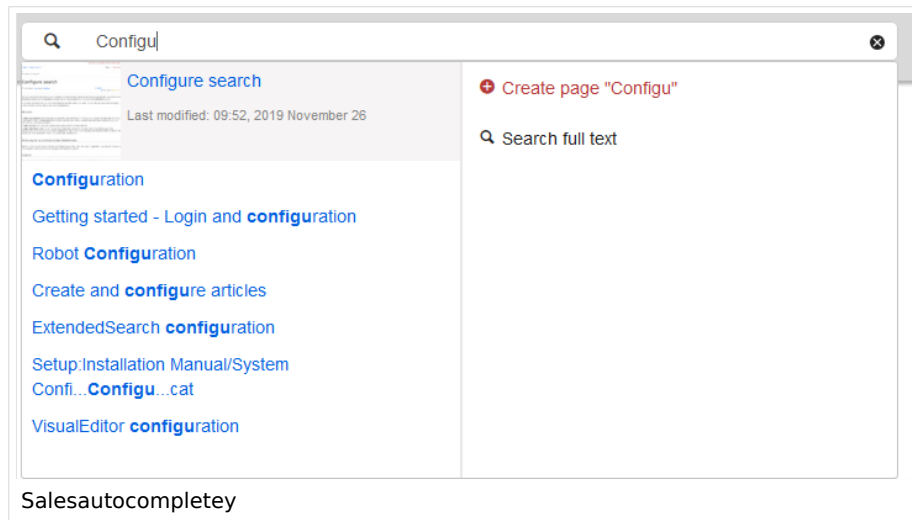 Configu
Configure search
Last modified: 09:52, 2019 November 26
Configuration
Getting started - Login and configuration
Robot Configuration
Create and configure articles
ExtendedSearch configuration
Setup:Installation Manual/System
Confi...Configu...cat
VisualEditor configuration
Create page "Configu"
Search full text
Salesautocompletey